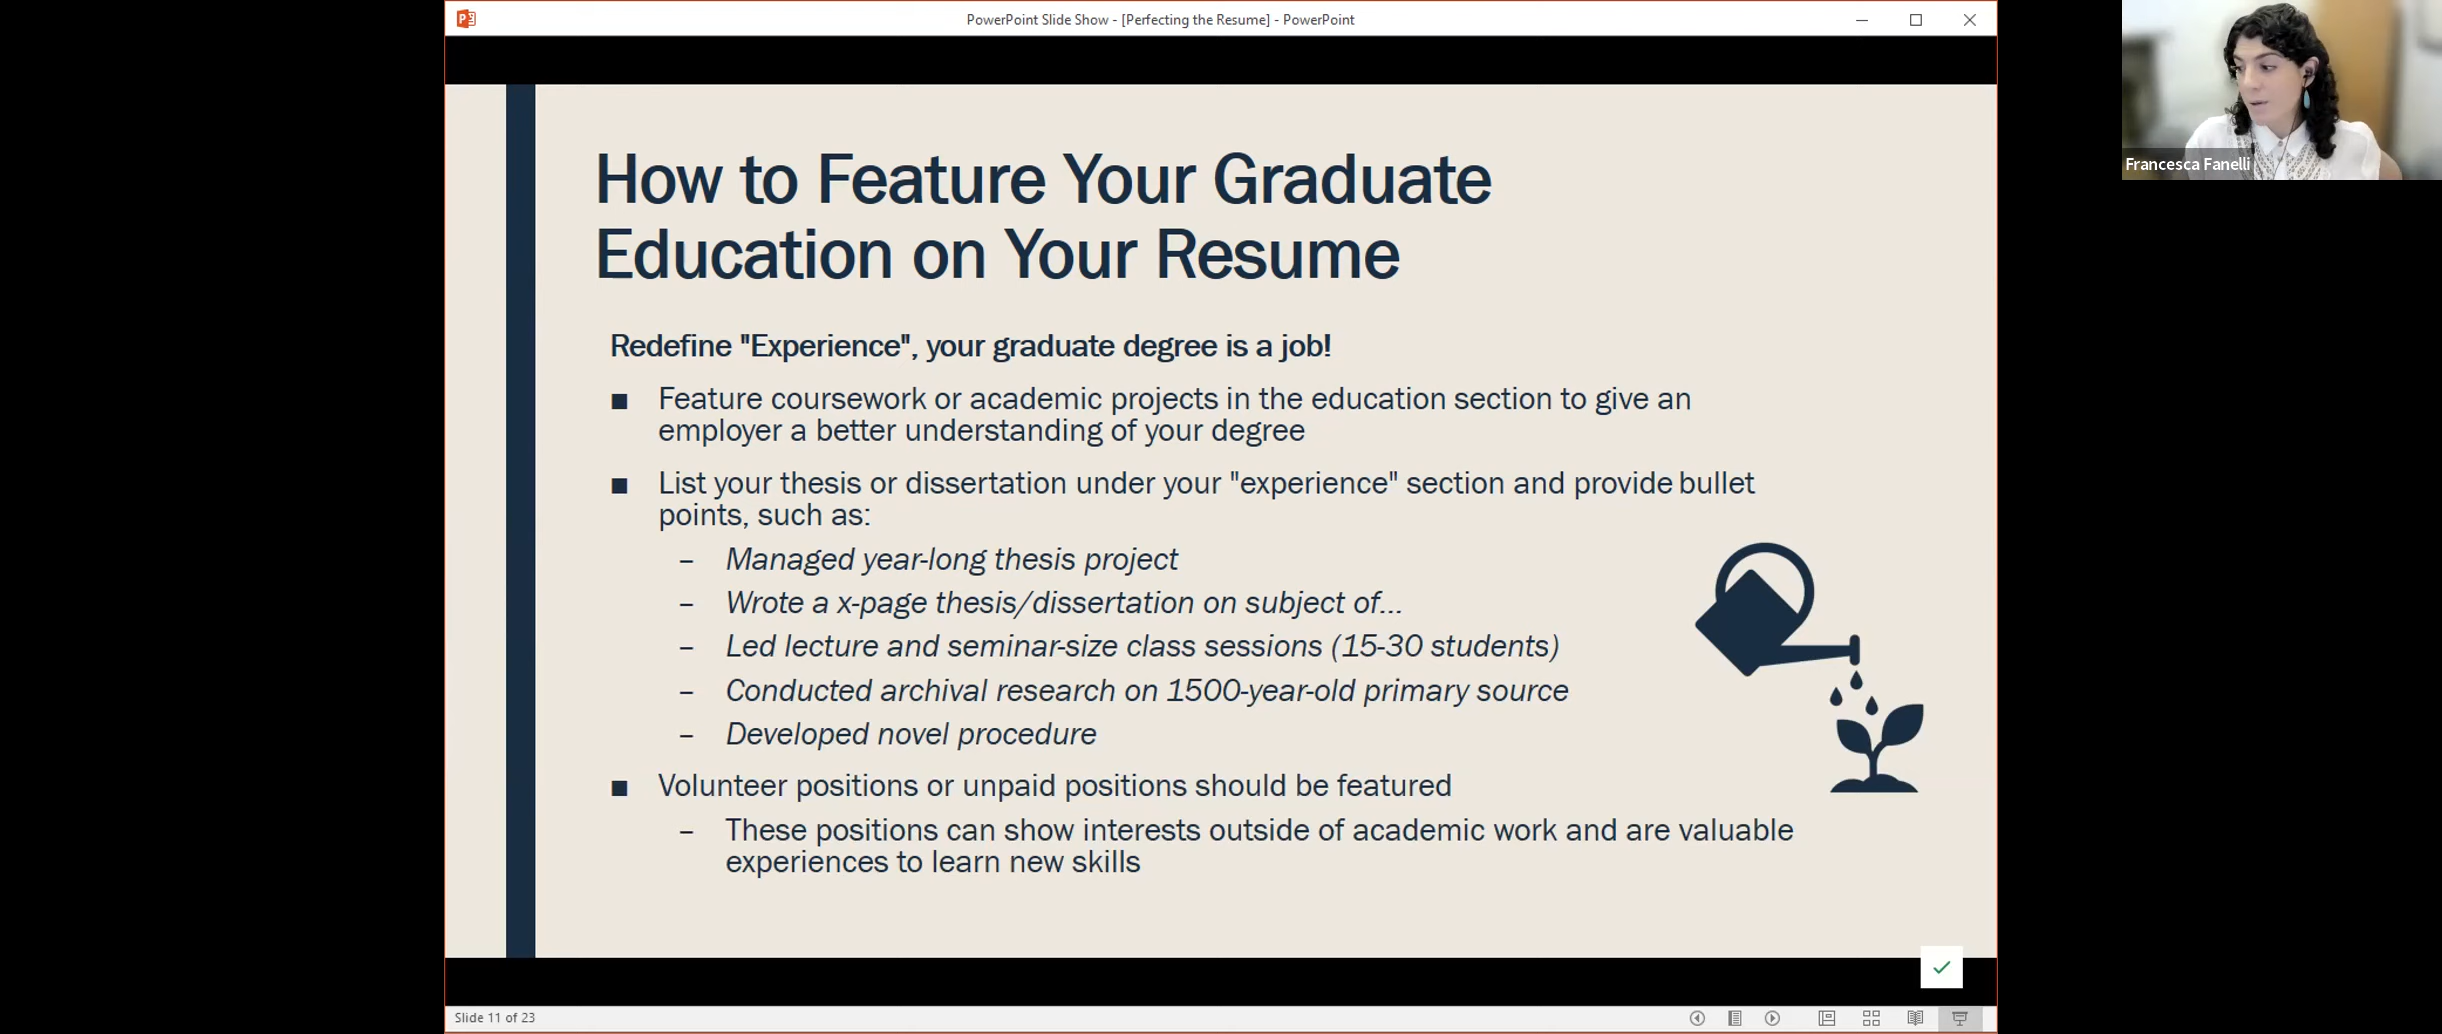 PowerPoint Slide Show - [Perfecting the Resume] - PowerPoint
Francesca Fanelli
How to Feature Your Graduate
Education on Your Resume
Redefine "Experience", your graduate degree is a job!
■ Feature coursework or academic projects in the education section to give an
employer a better understanding of your degree
■ List your thesis or dissertation under your "experience" section and provide bullet
points, such as:
– Managed year-long thesis project
– Wrote a x-page thesis/dissertation on subject of...
– Led lecture and seminar-size class sessions (15-30 students)
– Conducted archival research on 1500-year-old primary source
– Developed novel procedure
■ Volunteer positions or unpaid positions should be featured
– These positions can show interests outside of academic work and are valuable
experiences to learn new skills
Slide 11 of 23